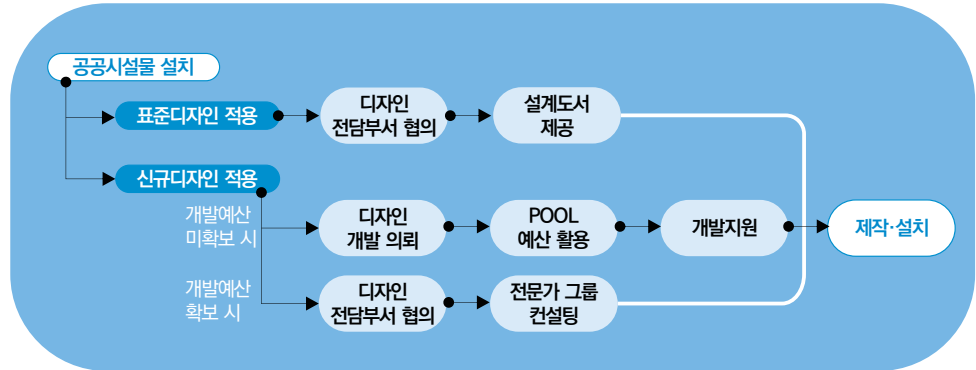 공공시설물 설치
표준디자인 적용
디자인
전담부서 협의
설계도서
제공
신규디자인 적용
개발예산
미확보 시
디자인
개발 의뢰
POOL
예산 활용
개발지원
제작·설치
개발예산
확보 시
디자인
전담부서 협의
전문가 그룹
컨설팅